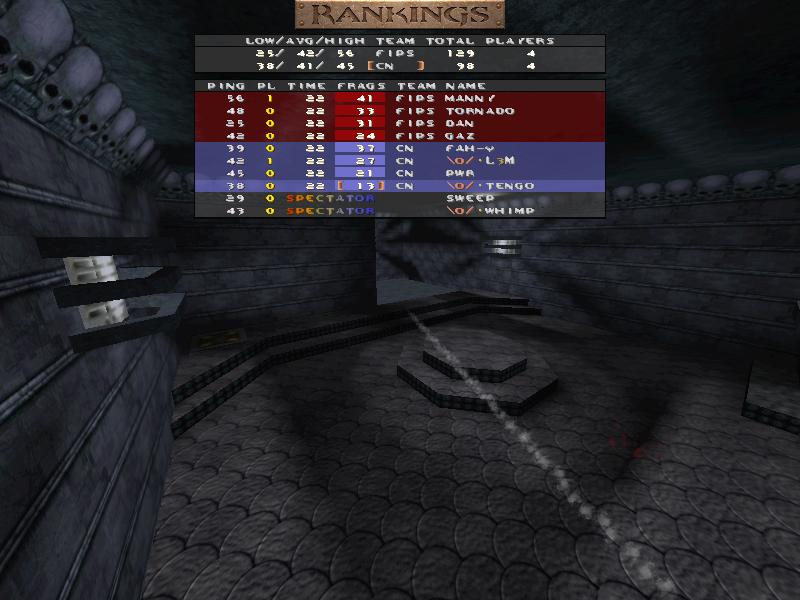 RANKINGS
LOW/AVG/HIGH TEAM TOTAL PLAYERS
25/ 42/ 56 FIPS 129 4
38/ 41/ 45 [CN ] 98 4
PING PL TIME FRAGS TEAM NAME
56 1 22 41 FIPS MANNY
48 0 22 33 FIPS TORNADO
25 0 22 31 FIPS DAN
42 0 22 24 FIPS GAZ
39 0 22 37 CN FAH-Q
42 1 22 27 CN \O/·L3M
45 0 22 21 CN PWR
38 0 22 [ 13 ] CN \O/·TENGO
29 0 SPECTATOR SWEEP
43 0 SPECTATOR \O/·WHIMP